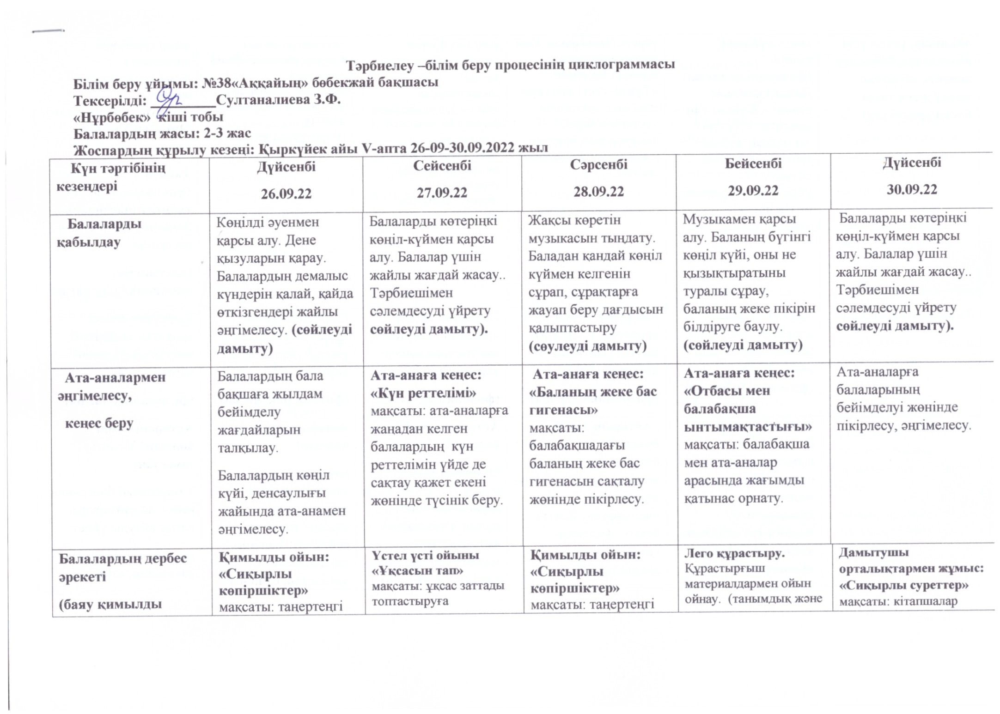 Тәрбиелеу –білім беру процесінің циклограммасы
Білім беру ұйымы: №38«Аққайың» бөбекжай бақшасы
Тексерілді: __________Султаналиева З.Ф.
«Нұрбөбек» кіші тобы
Балалардың жасы: 2-3 жас
Жоспардың құрылу кезеңі: Қыркүйек айы V-апта 26-09-30.09.2022 жыл
Күн тәртібінің
кезеңдері
Дүйсенбі
26.09.22
Сейсенбі
27.09.22
Сәрсенбі
28.09.22
Бейсенбі
29.09.22
Дүйсенбі
30.09.22
Балаларды
қабылдау
Көңілді әуенмен
қарсы алу. Дене
қызуларын қарау.
Балалардың демалыс
күндерін қалай, қайда
өткізгендері жайлы
әңгімелесу. (сөйлеуді
дамыту)
Балаларды көтеріңкі
көңіл-күймен қарсы
алу. Балалар үшін
жайлы жағдай жасау..
Тәрбиешімен
сәлемдесуді үйрету
сөйлеуді дамыту).
Жақсы көретін
музыкасын тыңдату.
Баладан қандай көңіл
күймен келгенін
сұрап, сұрақтарға
жауап беру дағдысын
қалыптастыру
(сөулеуді дамыту)
Музыкамен қарсы
алу. Баланың бүгінгі
көңіл күйі, оны не
қызықтыратыны
туралы сұрау,
баланың жеке пікірін
білдіруге баулу.
(сөйлеуді дамыту)
Балаларды көтеріңкі
көңіл-күймен қарсы
алу. Балалар үшін
жайлы жағдай жасау..
Тәрбиешімен
сәлемдесуді үйрету
сөйлеуді дамыту).
Ата-аналармен
әңгімелесу,
кеңес беру
Балалардың бала
бақшаға жылдам
бейімделу
жағдайларын
талқылау.
Балалардың көңіл
күйі, денсаулығы
жайында ата-анамен
әңгімелесу.
Ата-анаға кеңес:
«Күн реттелімі»
мақсаты: ата-аналарға
жаңадан келген
балалардың күн
реттелімін үйде де
сақтау қажет екені
жөнінде түсінік беру.
Ата-анаға кеңес:
«Баланың жеке бас
гигенасы»
мақсаты:
балабақшадағы
баланың жеке бас
гигенасын сақталу
жөнінде пікірлесу.
Ата-анаға кеңес:
«Отбасы мен
балабақша
ынтымақтастығы»
мақсаты: балабақша
мен ата-аналар
арасында жағымды
қатынас орнату.
Ата-аналарға
балаларының
бейімделуі жөнінде
пікірлесу, әңгімелесу.
Балалардың дербес
әрекеті
(баяу қимылды
Қимылды ойын:
«Сиқырлы
көпіршіктер»
мақсаты: таңертеңгі
Үстел үсті ойыны
«Ұқсасын тап»
мақсаты: ұқсас заттады
топтастыруға
Қимылды ойын:
«Сиқырлы
көпіршіктер»
мақсаты: таңертеңгі
Лего құрастыру.
Құрастырғыш
материалдармен ойын
ойнау. (танымдық және
Дамытушы
орталықтармен жұмыс:
«Сиқырлы суреттер»
мақсаты: кітапшалар